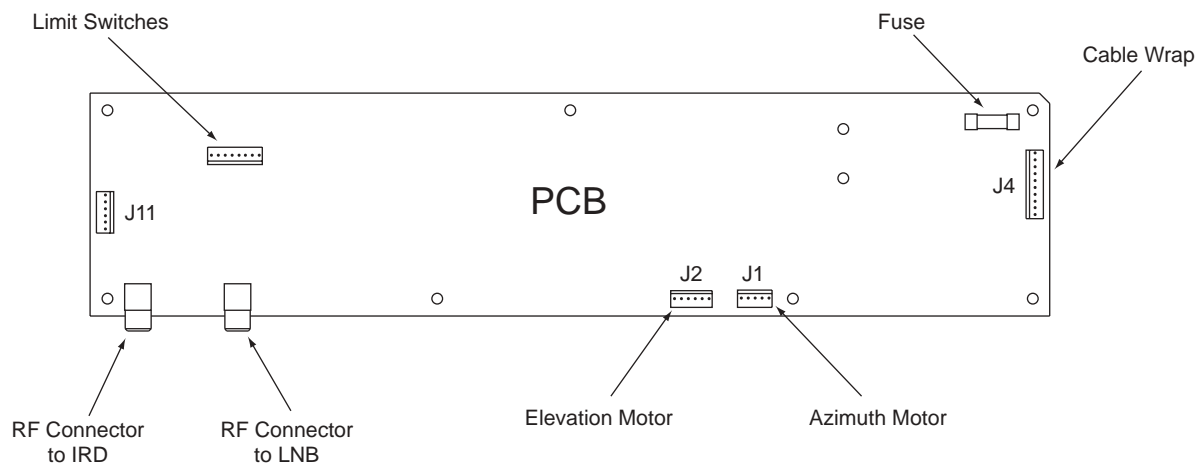 Limit Switches
Fuse
Cable Wrap
J4
PCB
J11
J2
J1
Elevation Motor
Azimuth Motor
RF Connector
to IRD
RF Connector
to LNB